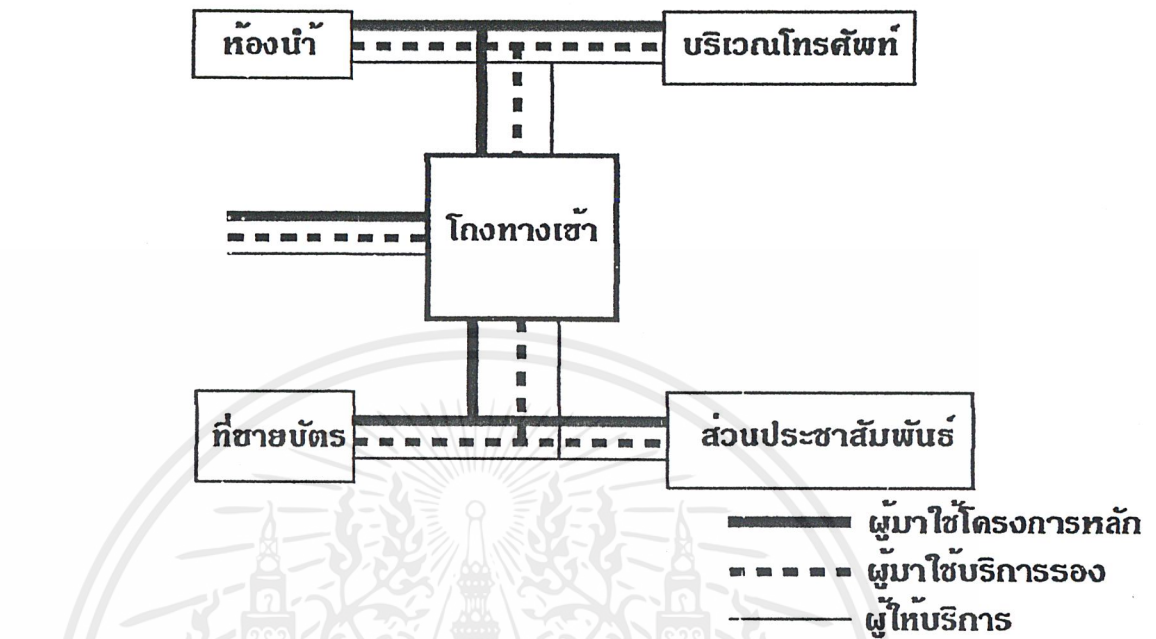 ห้องน้ำ
บริเวณโทรศัพท์
โถงทางเข้า
ที่ขายบัตร
ส่วนประชาสัมพันธ์
ผู้มาใช้โครงการหลัก
ผู้มาใช้บริการรอง
ผู้ให้บริการ